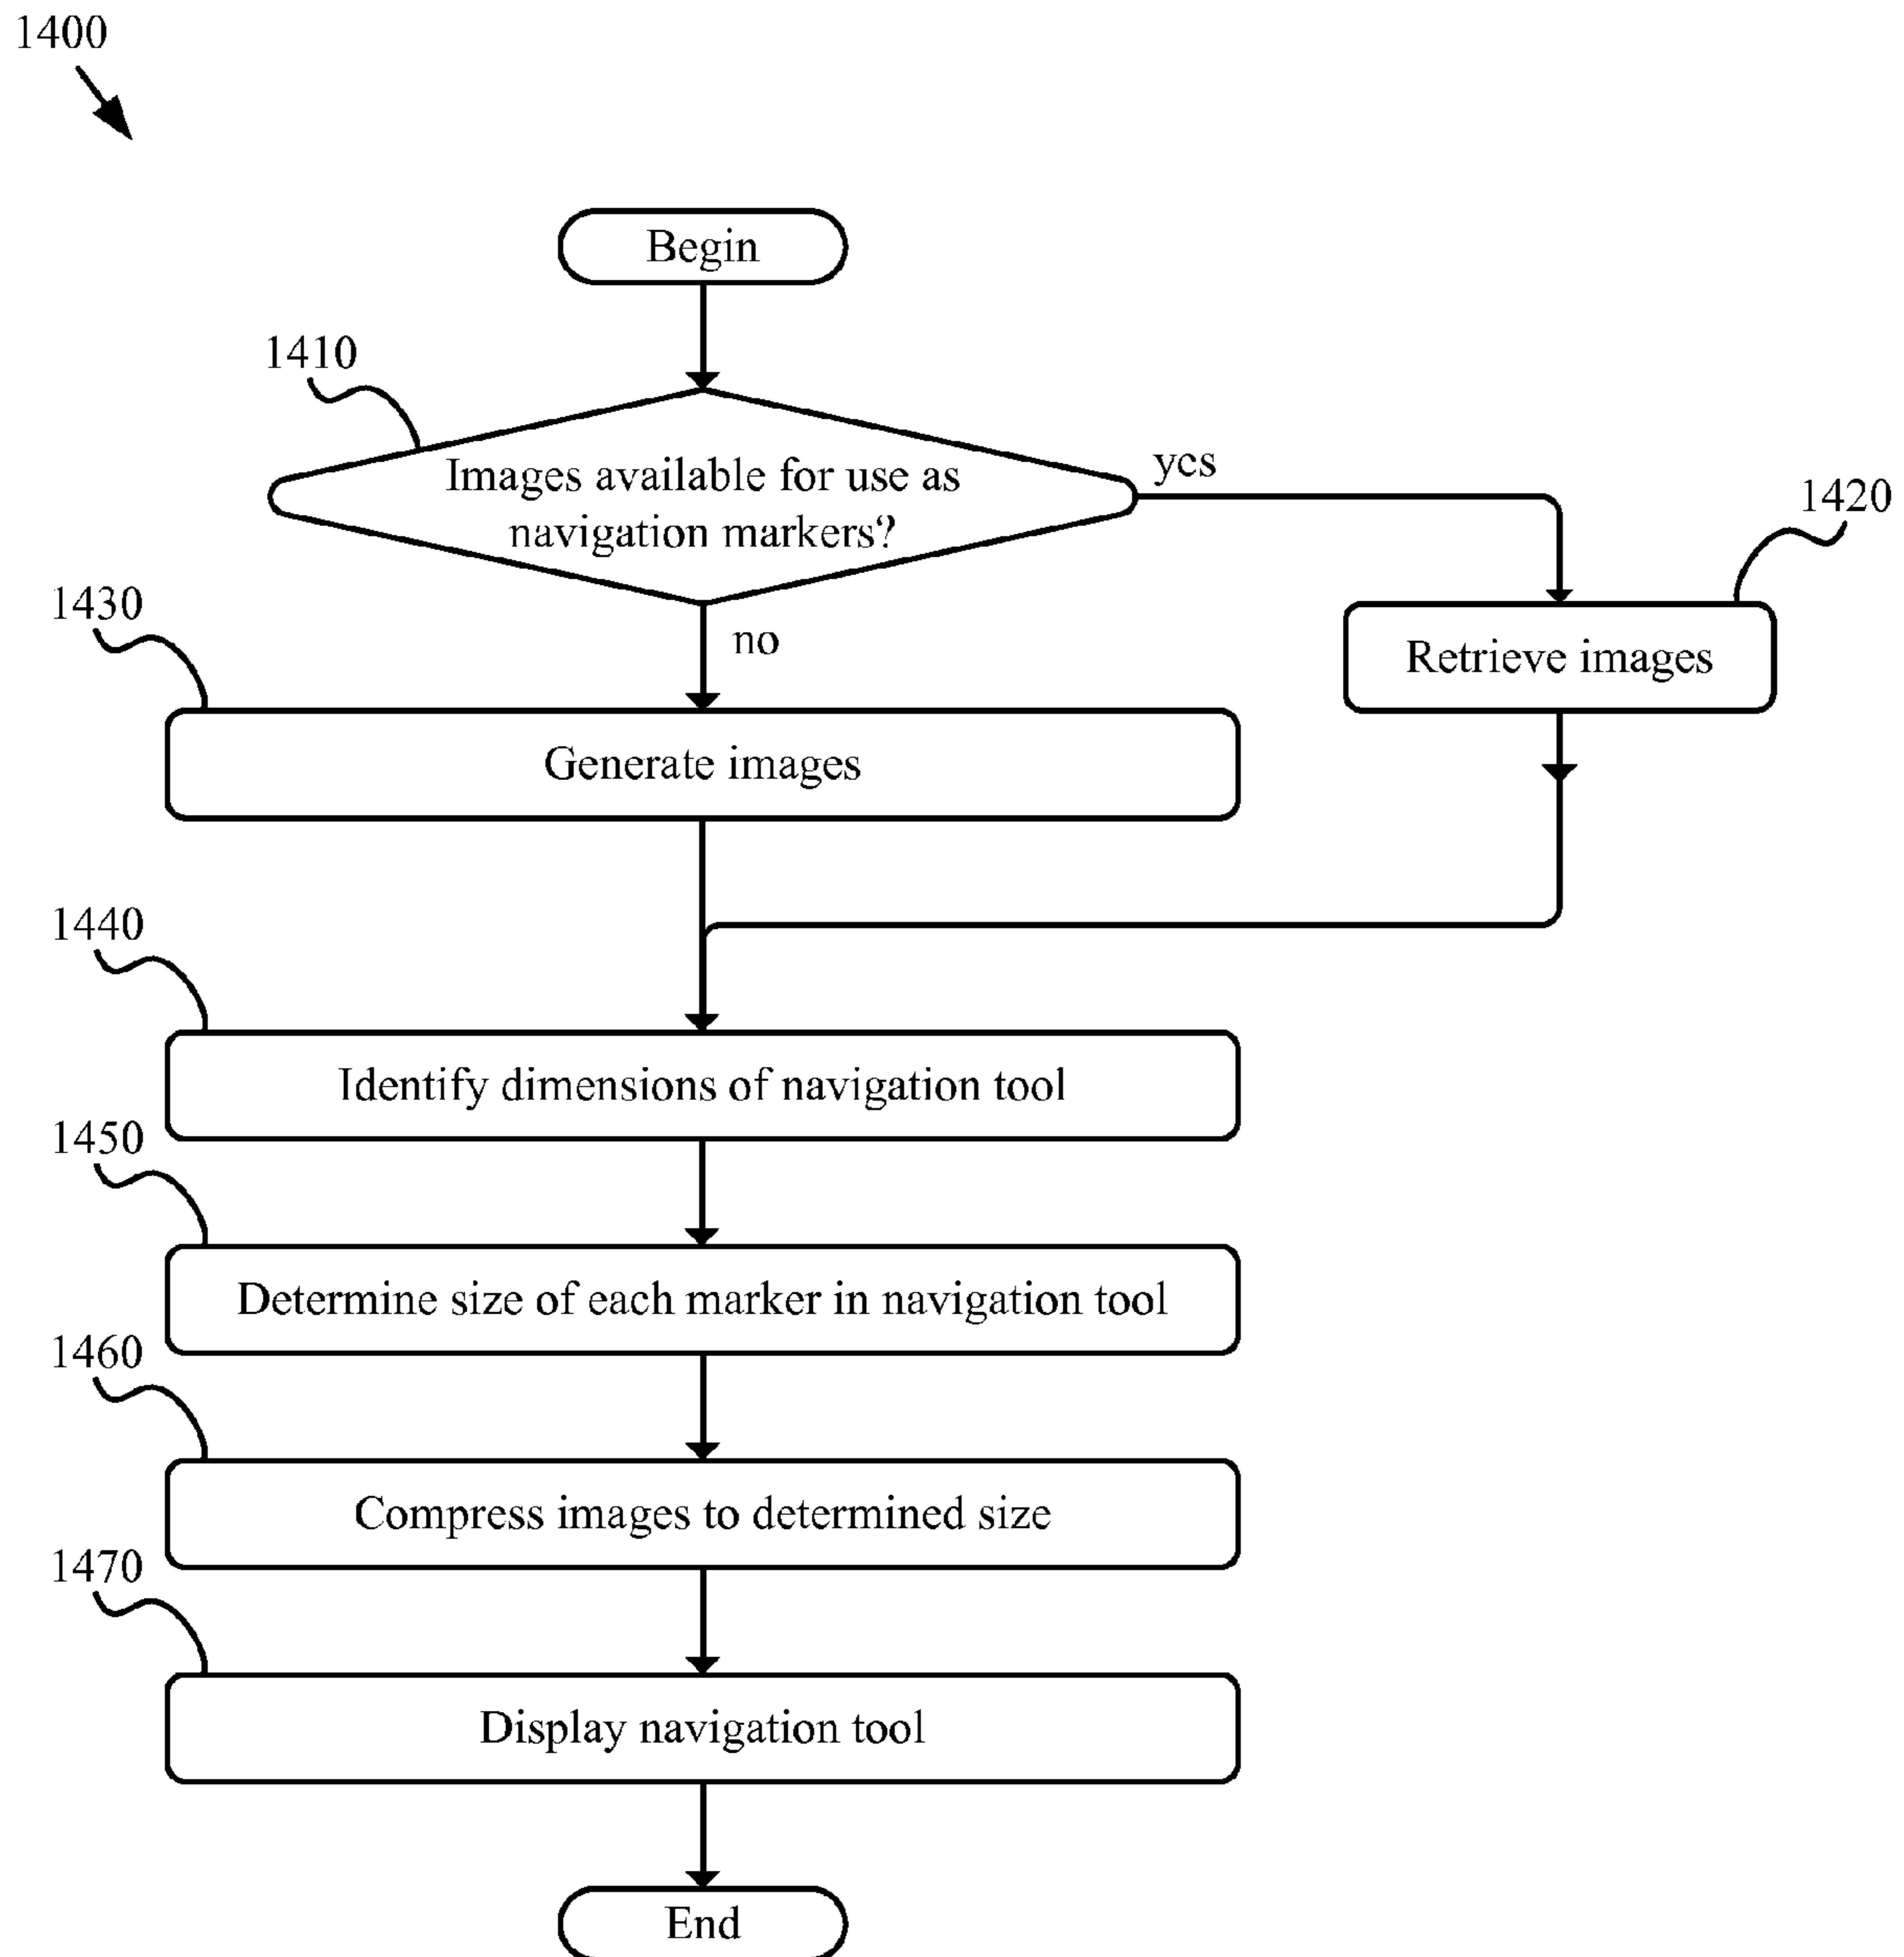 1400
Begin
1410
Images available for use as
navigation markers?
yes
1420
1430
no
Retrieve images
Generate images
1440
Identify dimensions of navigation tool
1450
Determine size of each marker in navigation tool
1460
Compress images to determined size
1470
Display navigation tool
End